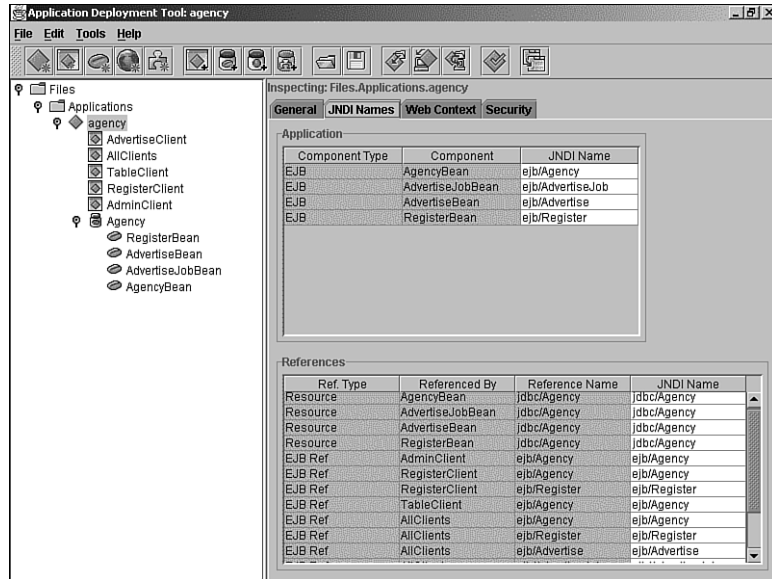 Application Deployment Tool: agency
File Edit Tools Help
Files
Applications
agency
AdvertiseClient
AllClients
TableClient
RegisterClient
AdminClient
Agency
RegisterBean
AdvertiseBean
AdvertiseJobBean
AgencyBean
Inspecting: Files.Applications.agency
General JNDI Names Web Context Security
Application
Component Type Component JNDI Name
EJB AgencyBean ejb/Agency
EJB AdvertiseJobBean ejb/AdvertiseJob
EJB AdvertiseBean ejb/Advertise
EJB RegisterBean ejb/Register
References
Ref. Type Referenced By Reference Name JNDI Name
Resource AgencyBean jdbc/Agency jdbc/Agency
Resource AdvertiseJobBean jdbc/Agency jdbc/Agency
Resource AdvertiseBean jdbc/Agency jdbc/Agency
Resource RegisterBean jdbc/Agency jdbc/Agency
EJB Ref AdminClient ejb/Agency ejb/Agency
EJB Ref RegisterClient ejb/Agency ejb/Agency
EJB Ref RegisterClient ejb/Register ejb/Register
EJB Ref TableClient ejb/Agency ejb/Agency
EJB Ref AllClients ejb/Agency ejb/Agency
EJB Ref AllClients ejb/Register ejb/Register
EJB Ref AllClients ejb/Advertise ejb/Advertise